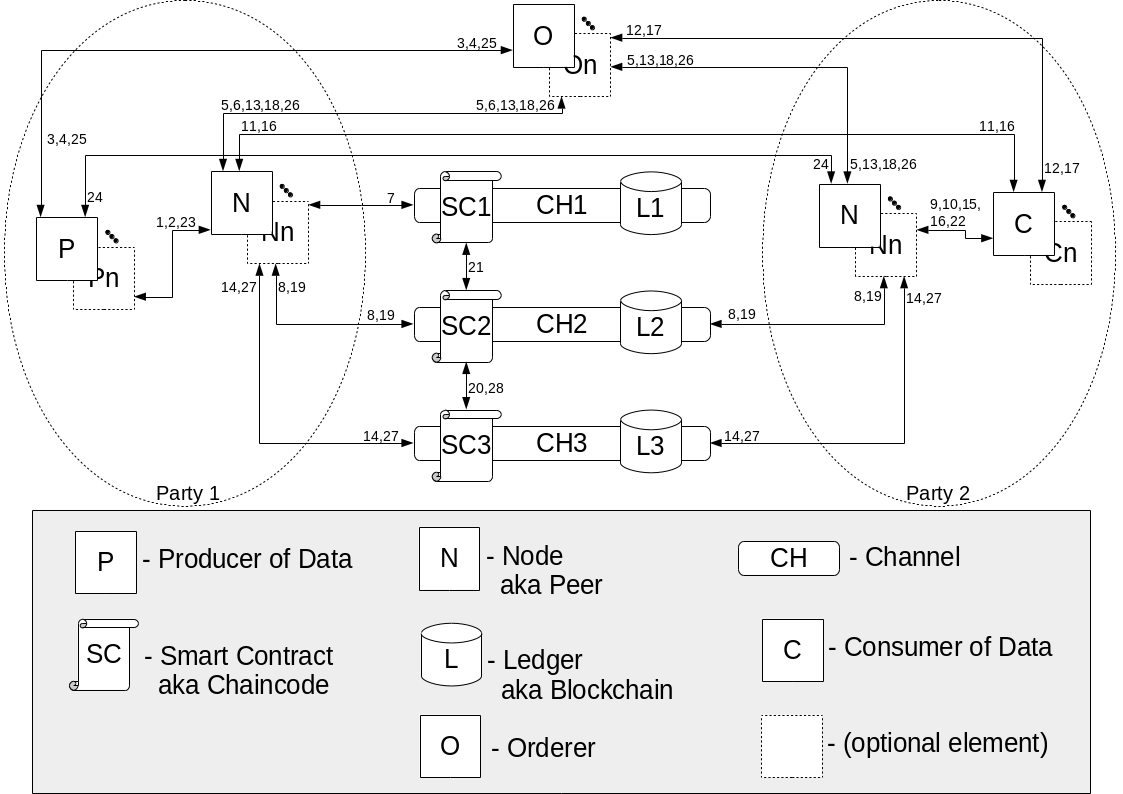 O
On
12,17
3,4,25
5,13,18,26
5,6,13,18,26
5,6,13,18,26
11,16
11,16
3,4,25
24
5,13,18,26
12,17
24
N
Nn
7
SC1
CH1
L1
N
Nn
9,10,15,
16,22
C
Cn
1,2,23
P
Pn
21
14,27
8,19
8,19
SC2
CH2
L2
8,19
8,19
14,27
20,28
14,27
SC3
CH3
L3
14,27
Party 1
Party 2
P
- Producer of Data
N
- Node
aka Peer
CH
- Channel
SC
- Smart Contract
aka Chaincode
L
- Ledger
aka Blockchain
C
- Consumer of Data
O
- Orderer
- (optional element)